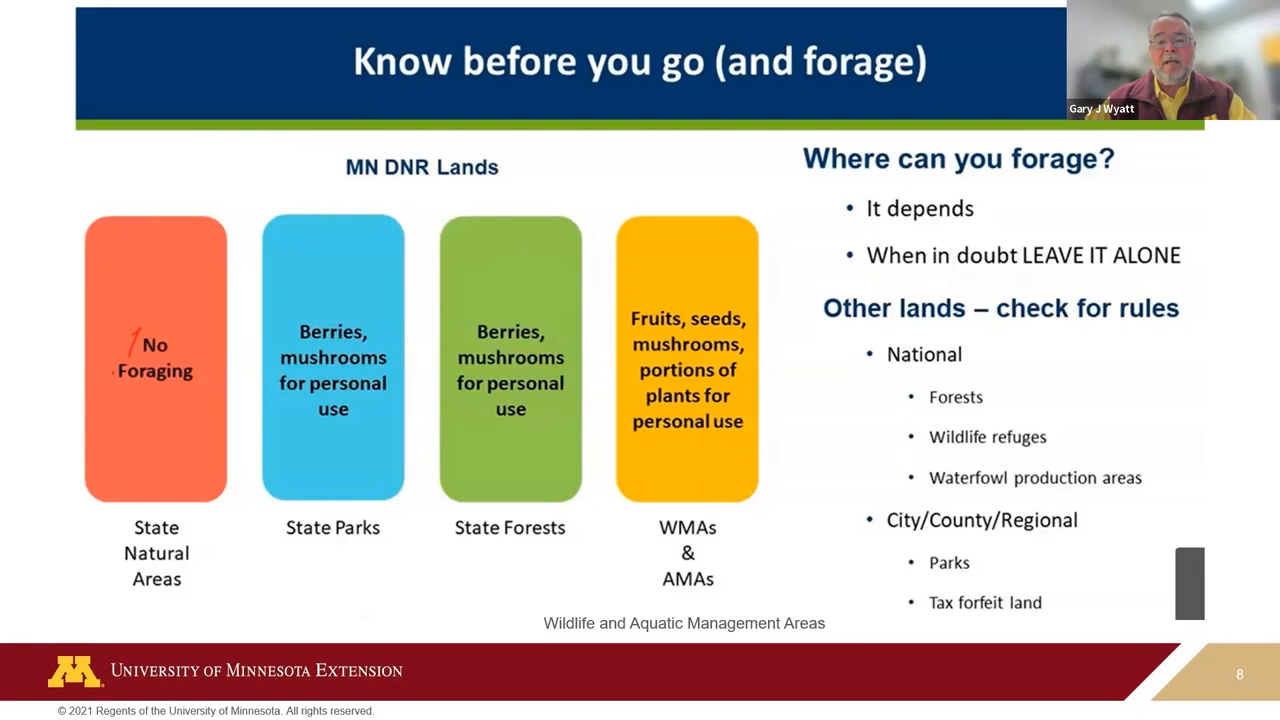 Know before you go (and forage)
Gary J Wyatt
MN DNR Lands
No
Foraging
State
Natural
Areas
Berries,
mushrooms
for personal
use
State Parks
Berries,
mushrooms
for personal
use
State Forests
Fruits, seeds,
mushrooms,
portions of
plants for
personal use
WMAs
&
AMAs
Wildlife and Aquatic Management Areas
Where can you forage?
• It depends
• When in doubt LEAVE IT ALONE
Other lands – check for rules
• National
• Forests
• Wildlife refuges
• Waterfowl production areas
• City/County/Regional
• Parks
• Tax forfeit land
M UNIVERSITY OF MINNESOTA EXTENSION
8
© 2021 Regents of the University of Minnesota. All rights reserved.